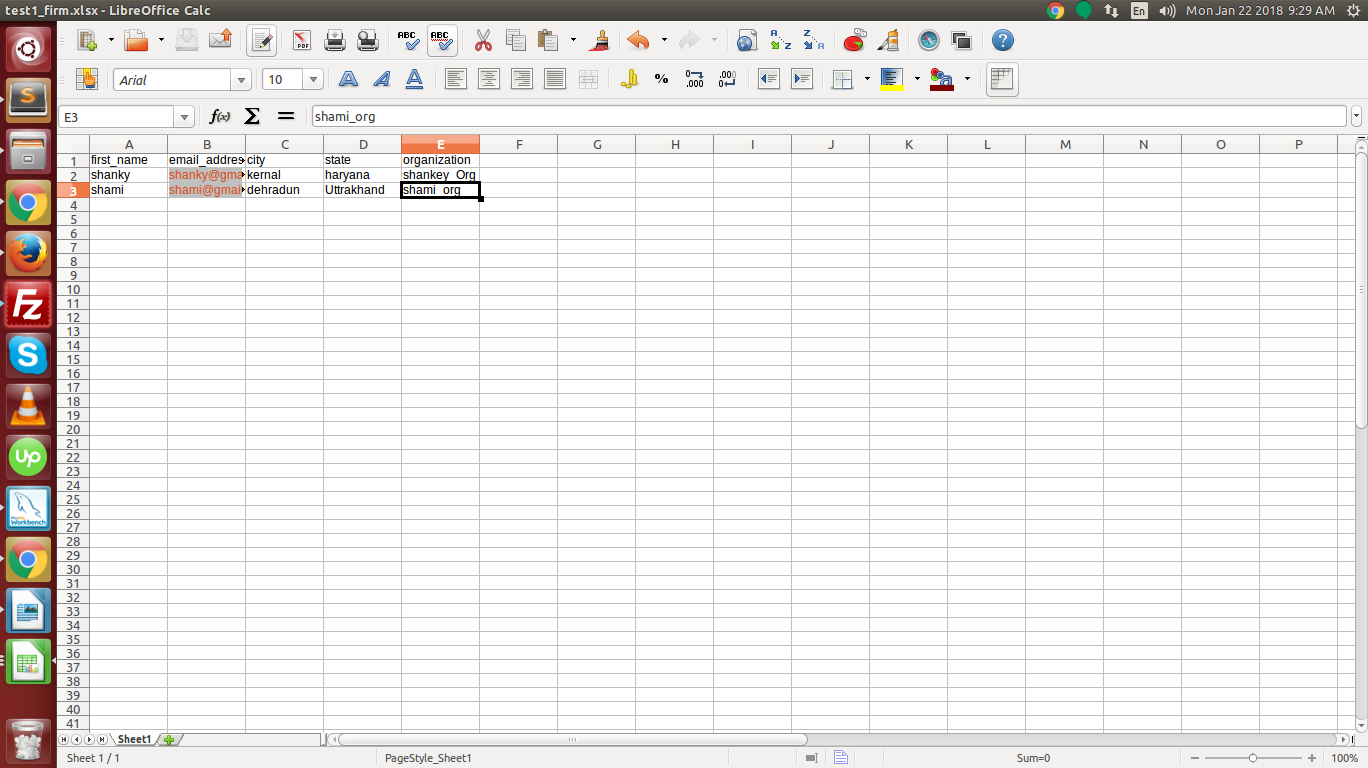 test1_firm.xlsx - LibreOffice Calc
En
Mon Jan 22 2018 9:29 AM
Arial
10
E3
shami_org
A B C D E F G H I J K L M N O P
1 first_name email_addres city state organization
2 shanky shanky@gma kernal haryana shankey_Org
3 shami shami@gmai dehradun Uttrakhand shami_org
4
5
6
7
8
9
10
11
12
13
14
15
16
17
18
19
20
21
22
23
24
25
26
27
28
29
30
31
32
33
34
35
36
37
38
39
40
41
Sheet1
Sheet 1 / 1
PageStyle_Sheet1
Sum=0
100%